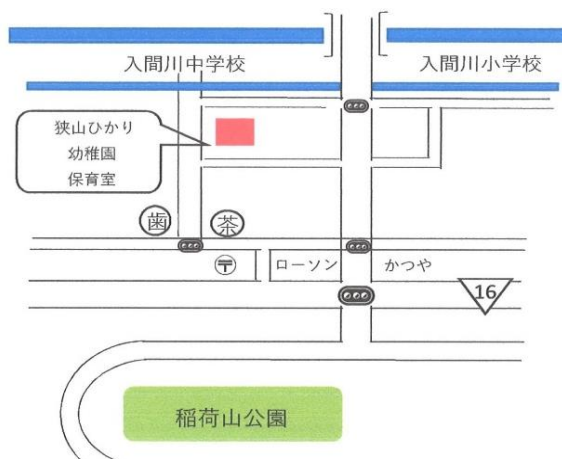 入間川中学校
入間川小学校
狭山ひかり
幼稚園
保育室
歯
茶
〒
ローソン
かつや
16
稲荷山公園